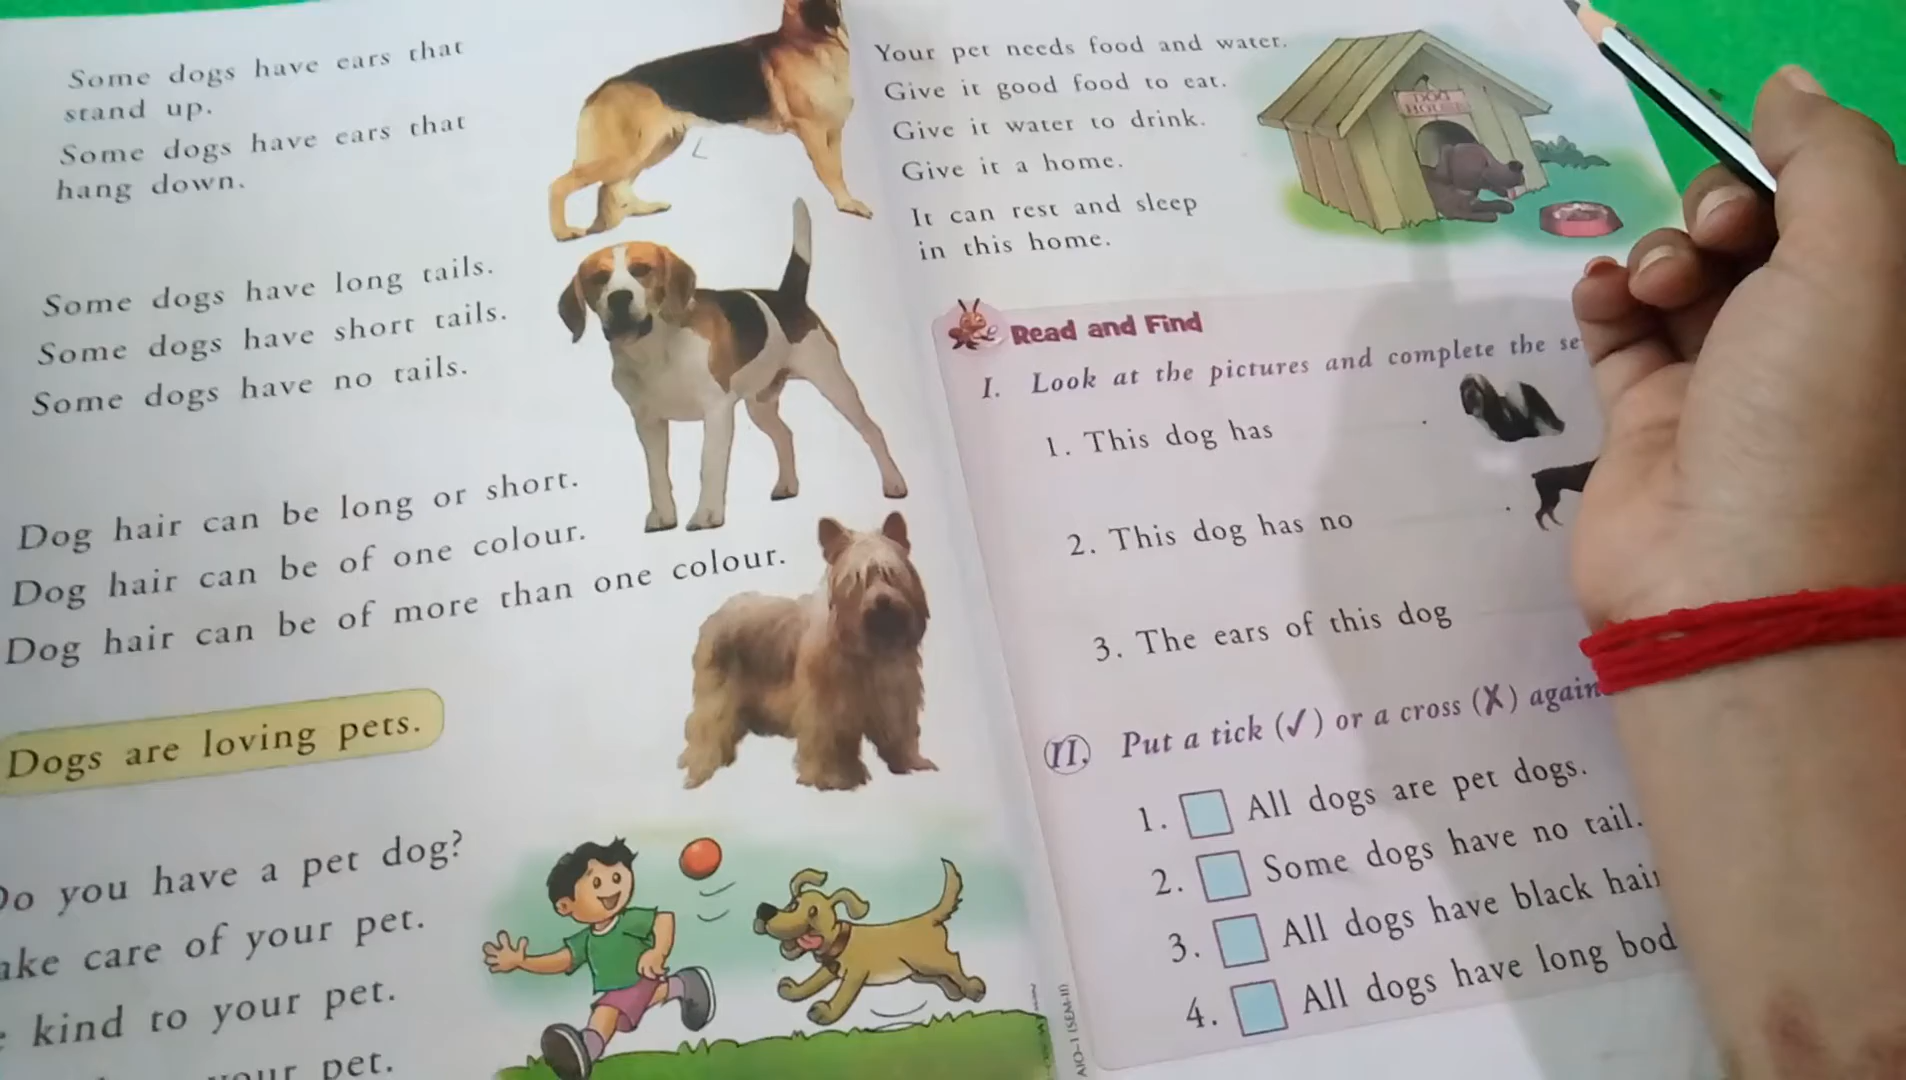 Some dogs have ears that
stand up.
Some dogs have ears that
hang down.
Some dogs have long tails.
Some dogs have short tails.
Some dogs have no tails.
Dog hair can be long or short.
Dog hair can be of one colour.
Dog hair can be of more than one colour.
Dogs are loving pets.
you have a pet dog?
care of your pet.
kind to your pet.
pet.
Your pet needs food and water.
Give it good food to eat.
Give it water to drink.
Give it a home.
It can rest and sleep
in this home.
DOG
HOUSE
Read and Find
I. Look at the pictures and complete the
1. This dog has
2. This dog has no
3. The ears of this dog
II. Put a tick (✓) or a cross (✗)
1. All dogs are pet dogs.
2. Some dogs have no tail.
3. All dogs have black
4. All dogs have long
AIO-1 (SEM-II)